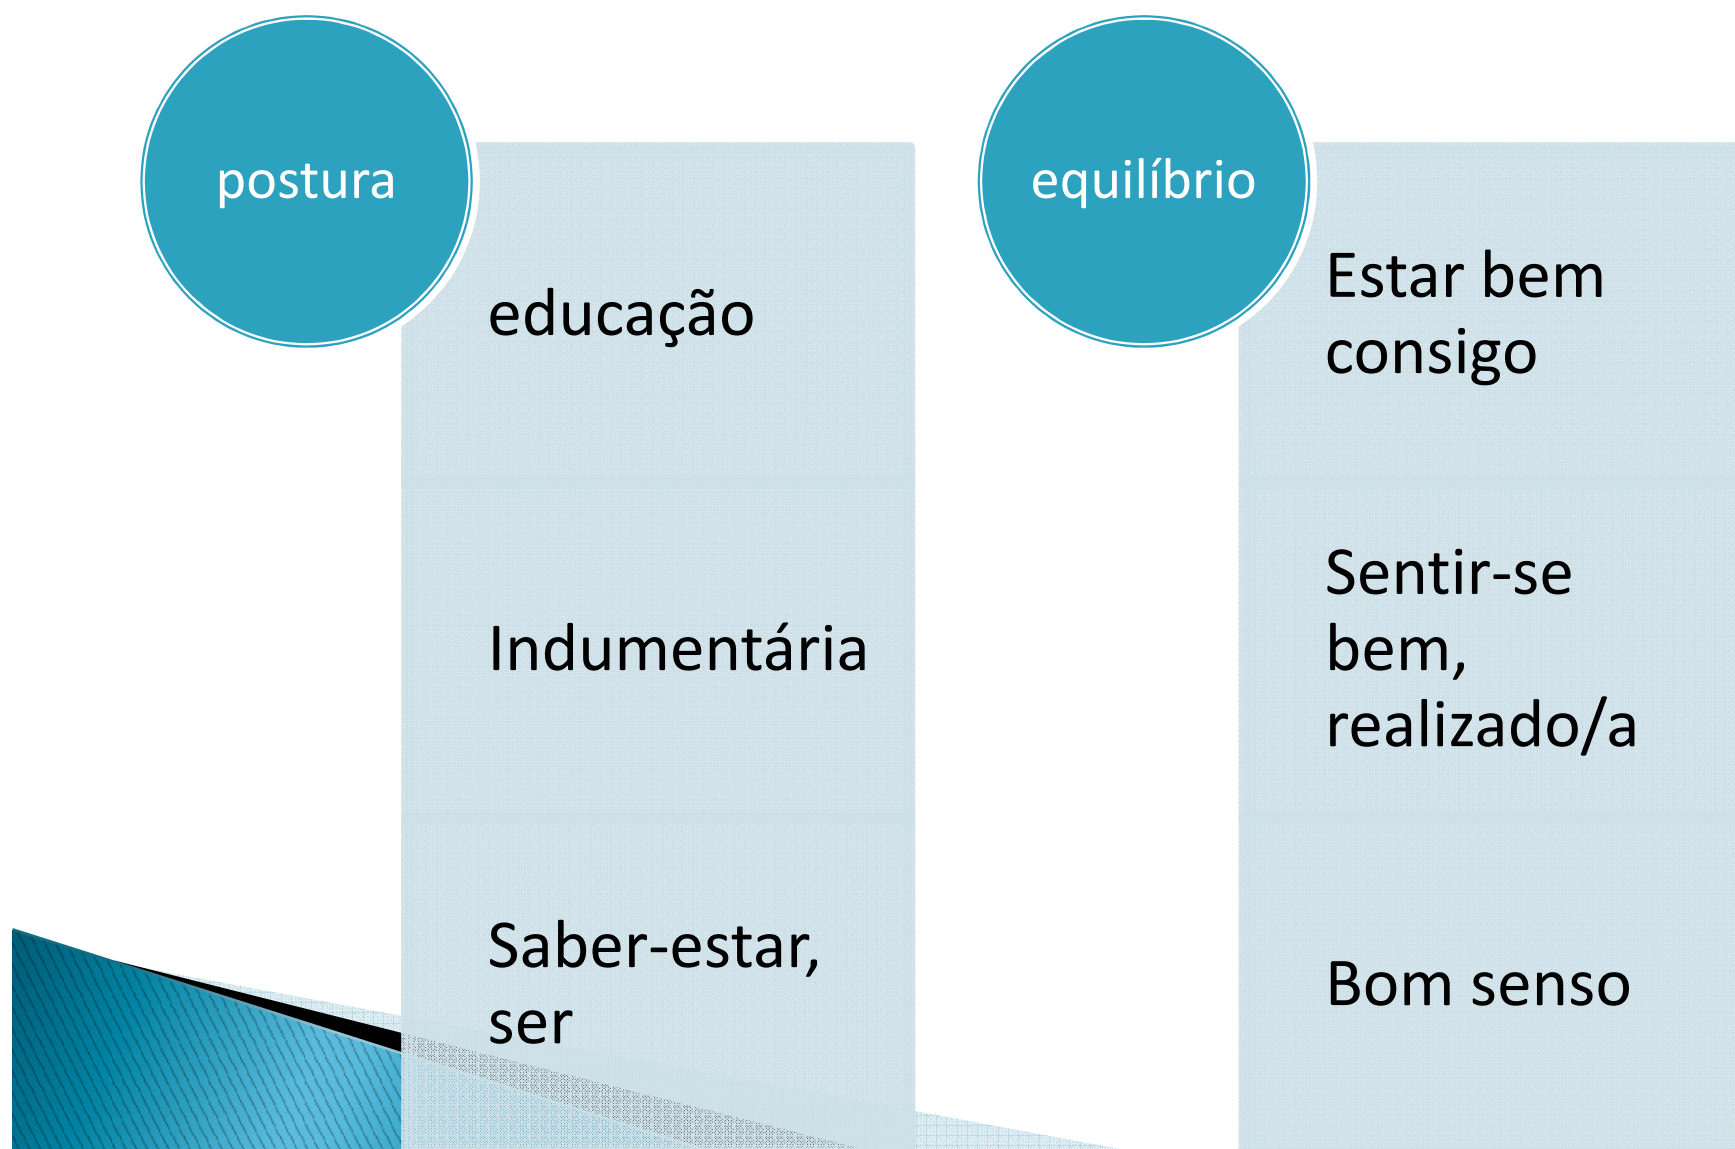 postura
educação
Indumentária
Saber-estar,
ser
equilíbrio
Estar bem
consigo
Sentir-se
bem,
realizado/a
Bom senso